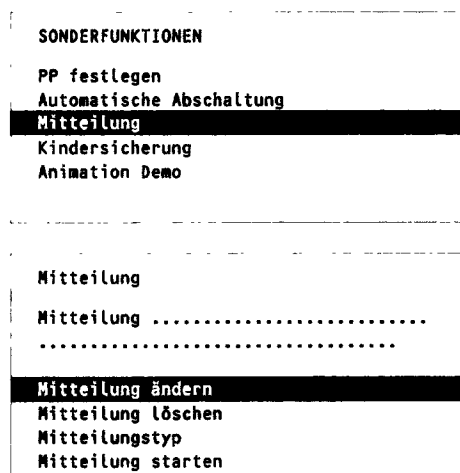 SONDERFUNKTIONEN
PP festlegen
Automatische Abschaltung
Mitteilung
Kindersicherung
Animation Demo
Mitteilung
Mitteilung ...........................
...................................
Mitteilung ändern
Mitteilung löschen
Mitteilungstyp
Mitteilung starten